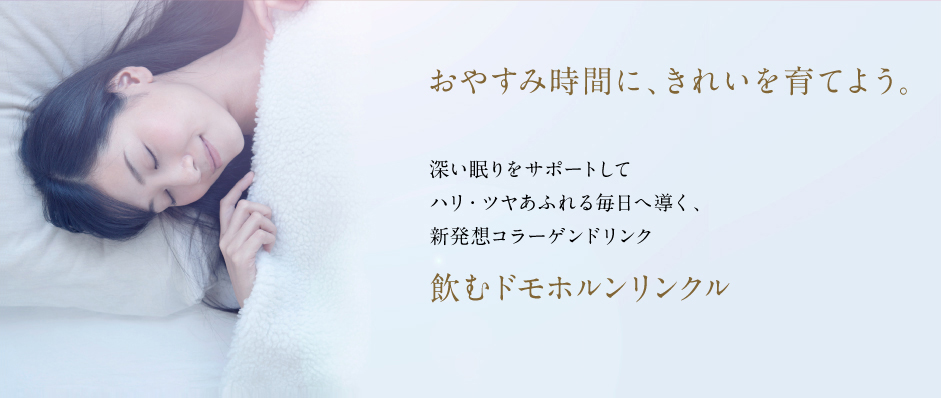 おやすみ時間に、きれいを育てよう。
深い眠りをサポートして
ハリ・ツヤあふれる毎日へ導く、
新発想コラーゲンドリンク
飲むドモホルンリンクル